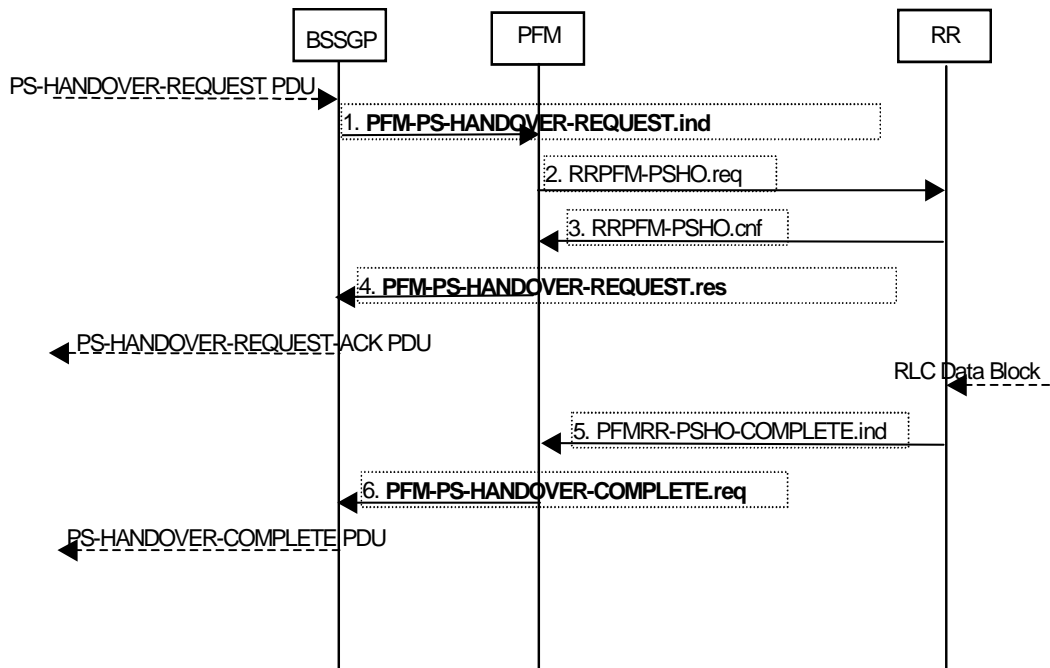 BSSGP
PFM
RR
PS-HANDOVER-REQUEST PDU
1. PFM-PS-HANDOVER-REQUEST.ind
2. RRPFM-PSHO.req
3. RRPFM-PSHO.cnf
4. PFM-PS-HANDOVER-REQUEST.res
PS-HANDOVER-REQUEST-ACK PDU
RLC Data Block
5. PFMRR-PSHO-COMPLETE.ind
6. PFM-PS-HANDOVER-COMPLETE.req
PS-HANDOVER-COMPLETE PDU